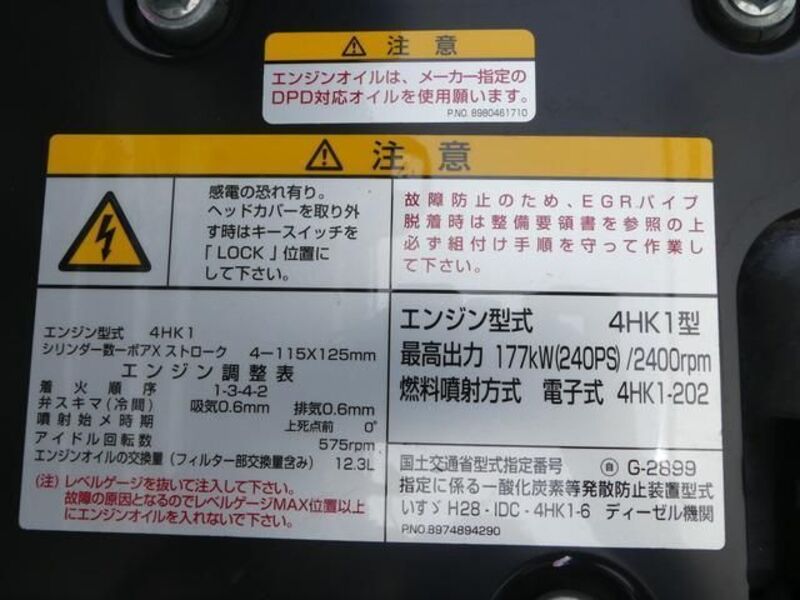 ⚠ 注意
エンジンオイルは、メーカー指定の
DPD対応オイルを使用願います。
P.NO. 8980461710
⚠ 注意
感電の恐れ有り。
ヘッドカバーを取り外
す時はキースイッチを
「LOCK」位置に
して下さい。
故障防止のため、EGRパイプ
脱着時は整備要領書を参照の上
必ず組付け手順を守って作業し
て下さい。
エンジン型式 4HK1
シリンダー数ーボアXストローク 4-115X125mm
エンジン調整表
着火順序 1-3-4-2
弁スキマ(冷間) 吸気0.6mm 排気0.6mm
噴射始メ時期 上死点前 0°
アイドル回転数 575rpm
エンジンオイルの交換量(フィルター部交換量含み) 12.3L
(注)レベルゲージを抜いて注入して下さい。
故障の原因となるのでレベルゲージMAX位置以上
にエンジンオイルを入れないで下さい。
エンジン型式 4HK1型
最高出力 177kW(240PS)/2400rpm
燃料噴射方式 電子式 4HK1-202
国土交通省型式指定番号 自 G-2899
指定に係る一酸化炭素等発散防止装置型式
いすゞ H28-IDC-4HK1-6 ディーゼル機関
P.NO. 8974894290